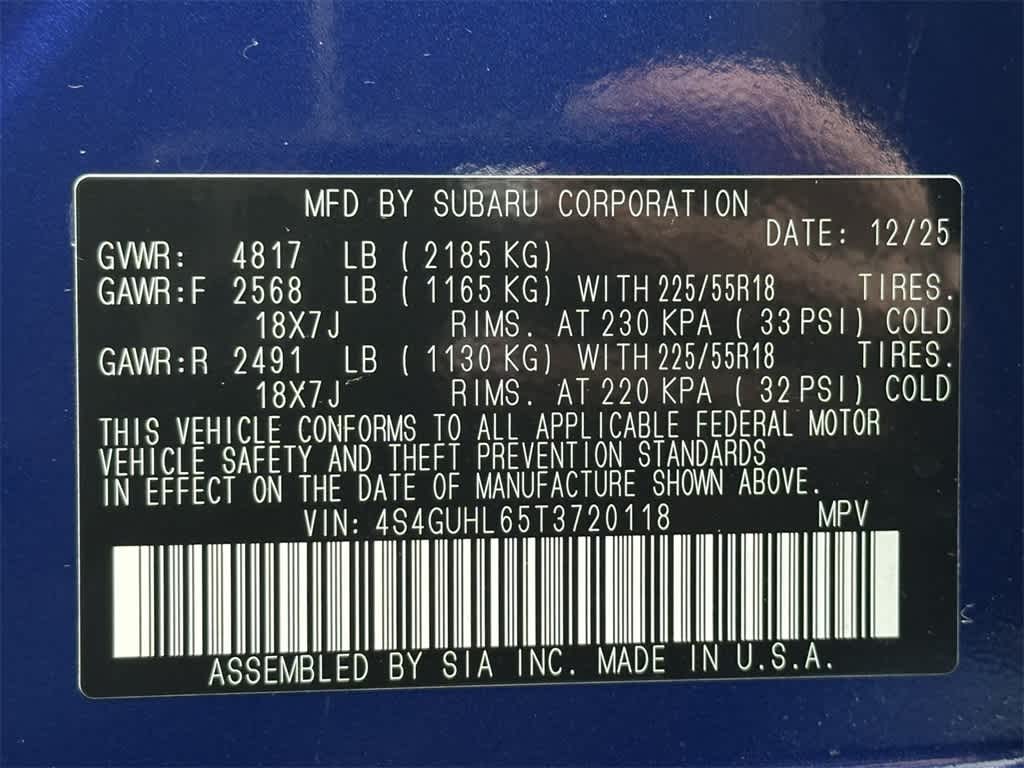 MFD BY SUBARU CORPORATION
DATE: 12/25
GVWR: 4817 LB ( 2185 KG)
GAWR:F 2568 LB ( 1165 KG) WITH 225/55R18 TIRES.
18X7J RIMS. AT 230 KPA ( 33 PSI) COLD
GAWR:R 2491 LB ( 1130 KG) WITH 225/55R18 TIRES.
18X7J RIMS. AT 220 KPA ( 32 PSI) COLD
THIS VEHICLE CONFORMS TO ALL APPLICABLE FEDERAL MOTOR
VEHICLE SAFETY AND THEFT PREVENTION STANDARDS
IN EFFECT ON THE DATE OF MANUFACTURE SHOWN ABOVE.
VIN: 4S4GUHL65T3720118 MPV
ASSEMBLED BY SIA INC. MADE IN U.S.A.